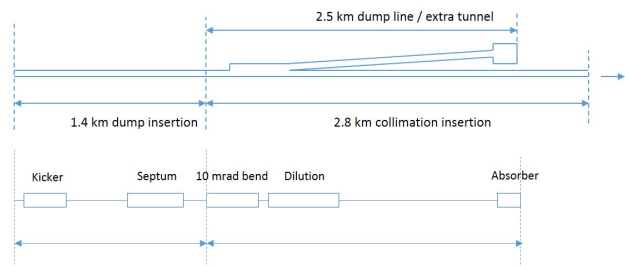 2.5 km dump line / extra tunnel
1.4 km dump insertion
2.8 km collimation insertion
Kicker
Septum
10 mrad bend
Dilution
Absorber